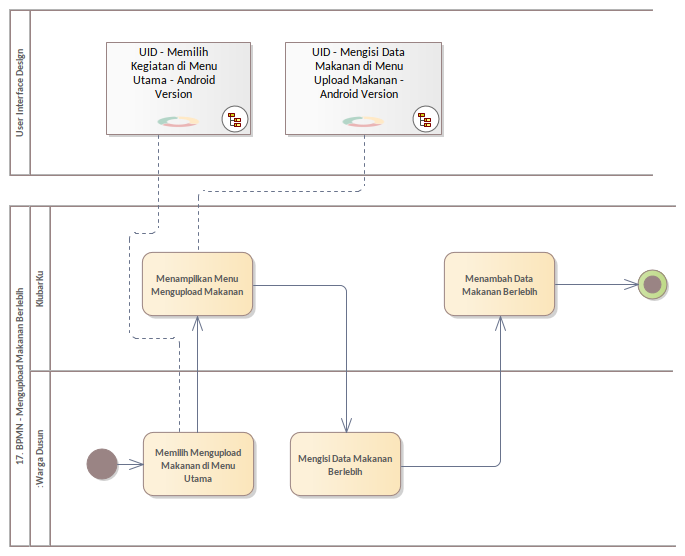 User Interface Design
UID - Memilih
Kegiatan di Menu
Utama - Android
Version
UID - Mengisi Data
Makanan di Menu
Upload Makanan -
Android Version
17. BPMN - Mengupload Makanan Berlebih
KlubarKu
Menampilkan Menu
Mengupload Makanan
Menambah Data
Makanan Berlebih
:Warga Dusun
Memilih Mengupload
Makanan di Menu
Utama
Mengisi Data Makanan
Berlebih